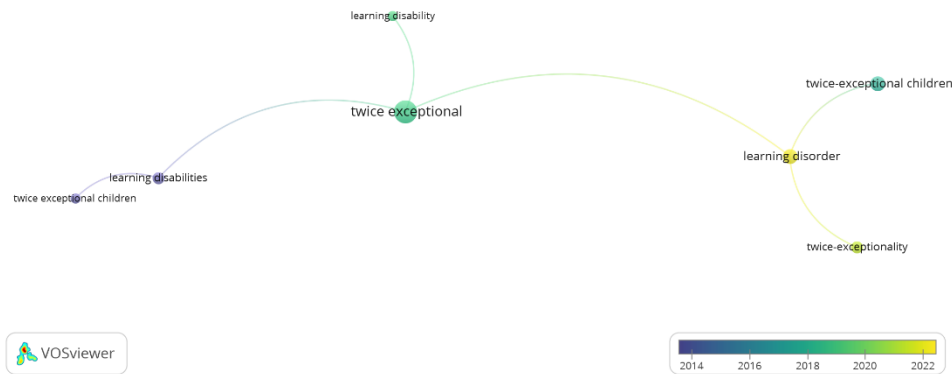 learning disability
twice-exceptional children
twice exceptional
learning disorder
learning disabilities
twice exceptional children
twice-exceptionality
VOSviewer
2014 2016 2018 2020 2022